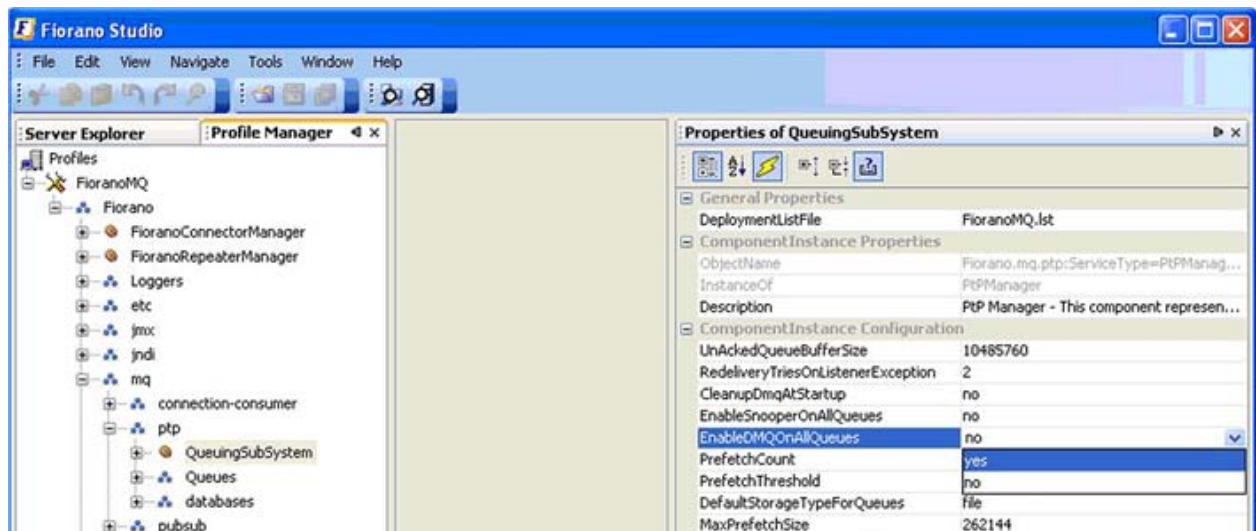 Fiorano Studio
File Edit View Navigate Tools Window Help
Server Explorer Profile Manager
Profiles
FioranoMQ
Fiorano
FioranoConnectorManager
FioranoRepeaterManager
Loggers
etc
jmx
jndi
mq
connection-consumer
ptp
QueuingSubSystem
Queues
databases
pubsub
Properties of QueuingSubSystem
General Properties
DeploymentListFile FioranoMQ.lst
ComponentInstance Properties
ObjectName Fiorano.mq.ptp:ServiceType=PtPManag...
InstanceOf PtPManager
Description PtP Manager - This component represen...
ComponentInstance Configuration
UnAckedQueueBufferSize 10485760
RedeliveryTriesOnListenerException 2
CleanupDmqAtStartup no
EnableSnooperOnAllQueues no
EnableDMQOnAllQueues no
PrefetchCount yes
PrefetchThreshold no
DefaultStorageTypeForQueues file
MaxPrefetchSize 262144